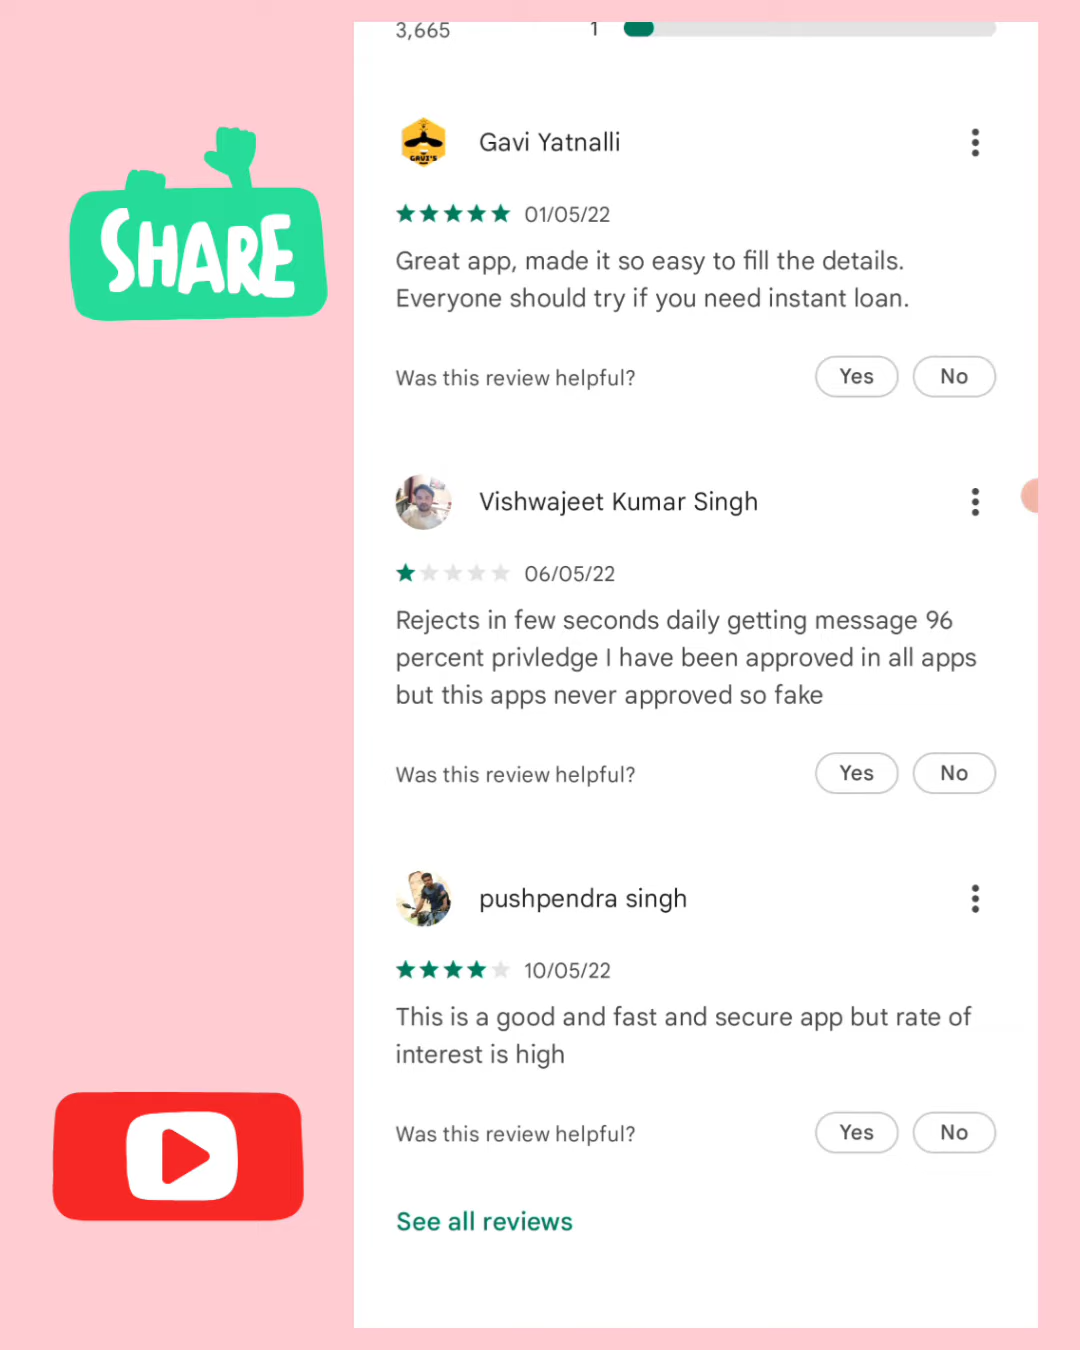 3,665
1
Gavi Yatnalli
GAVI'S
01/05/22
Great app, made it so easy to fill the details.
Everyone should try if you need instant loan.
Was this review helpful?
Yes
No
SHARE
Vishwajeet Kumar Singh
06/05/22
Rejects in few seconds daily getting message 96
percent privledge I have been approved in all apps
but this apps never approved so fake
Was this review helpful?
Yes
No
pushpendra singh
10/05/22
This is a good and fast and secure app but rate of
interest is high
Was this review helpful?
Yes
No
See all reviews